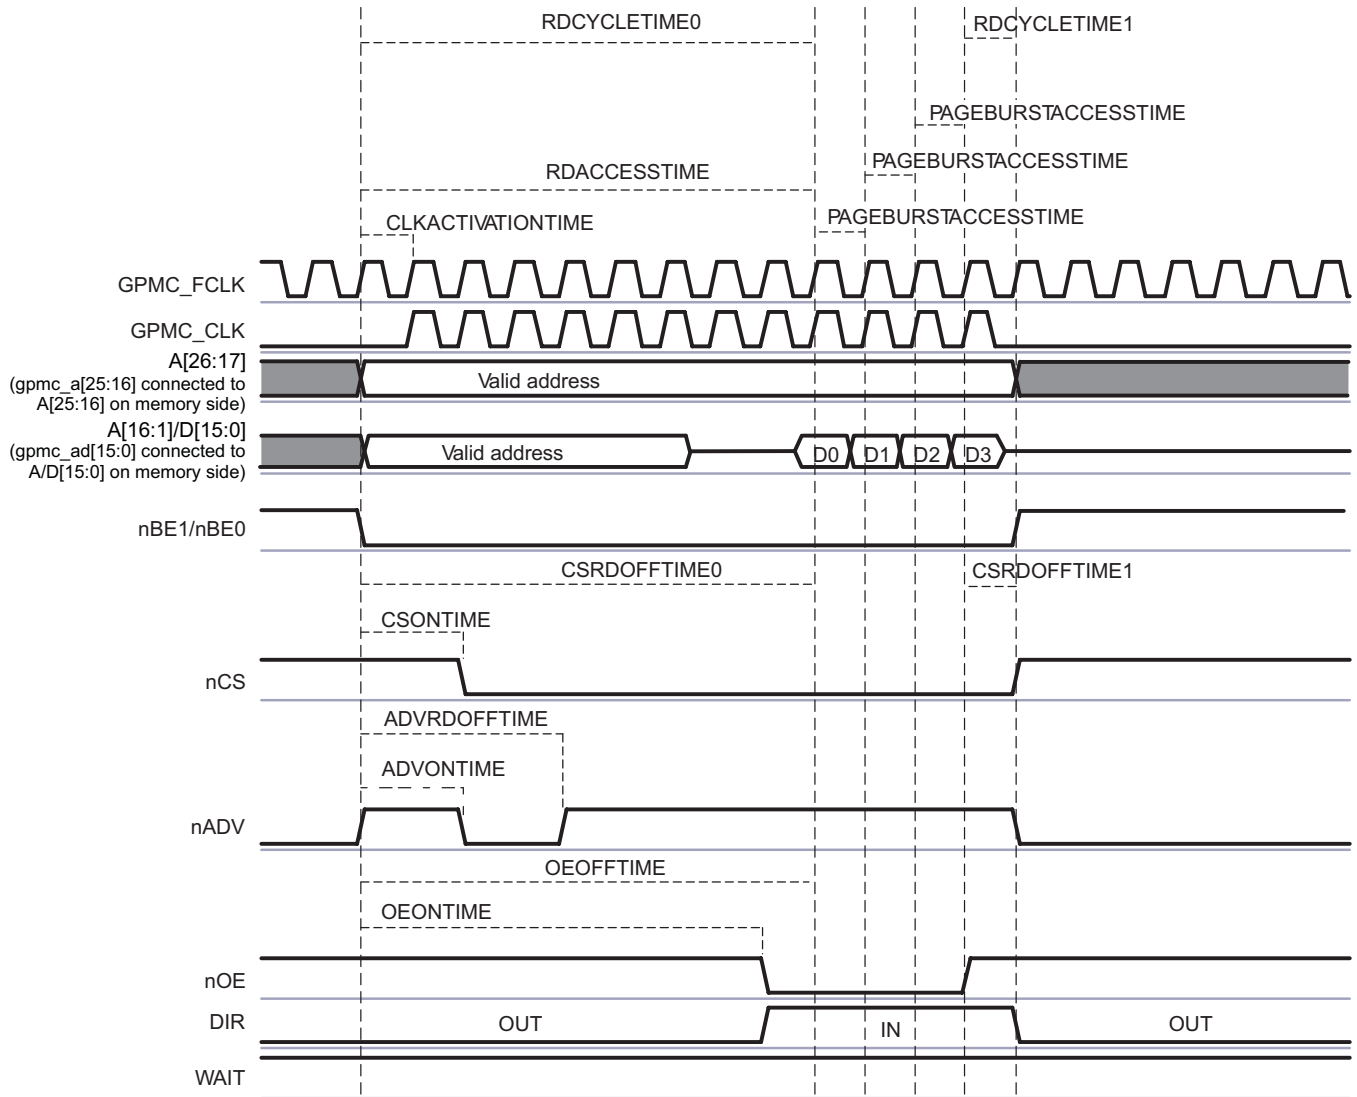 RDCYCLETIME0
RDCYCLETIME1
PAGEBURSTACCESSTIME
PAGEBURSTACCESSTIME
RDACCESSTIME
PAGEBURSTACCESSTIME
CLKACTIVATIONTIME
GPMC_FCLK
GPMC_CLK
A[26:17]
(gpmc_a[25:16] connected to
A[25:16] on memory side)
Valid address
A[16:1]/D[15:0]
(gpmc_ad[15:0] connected to
A/D[15:0] on memory side)
Valid address
D0 D1 D2 D3
nBE1/nBE0
CSRDOFFTIME0
CSRDOFFTIME1
CSONTIME
nCS
ADVRDOFFTIME
ADVONTIME
nADV
OEOFFTIME
OEONTIME
nOE
DIR
OUT
IN
OUT
WAIT